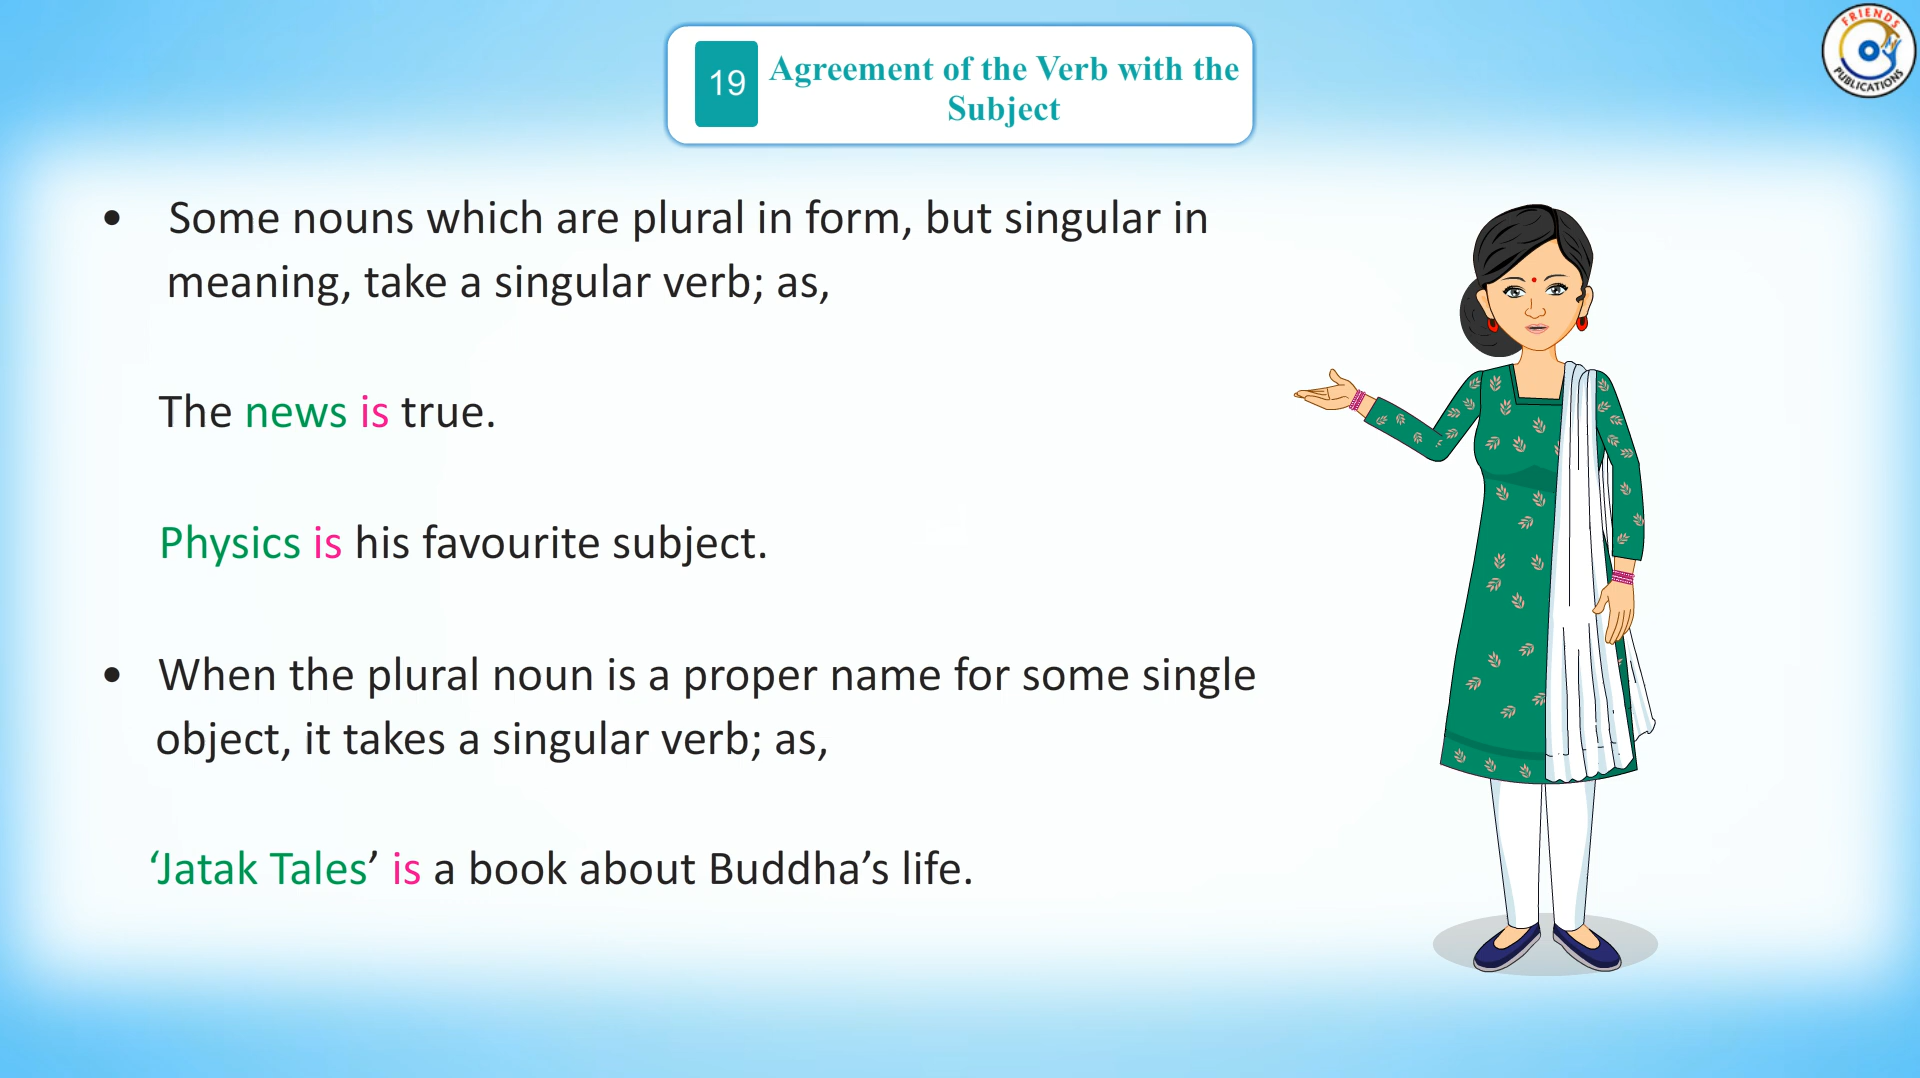 19 Agreement of the Verb with the
Subject
FRIENDS
PUBLICATIONS
• Some nouns which are plural in form, but singular in
meaning, take a singular verb; as,
The news is true.
Physics is his favourite subject.
• When the plural noun is a proper name for some single
object, it takes a singular verb; as,
‘Jatak Tales’ is a book about Buddha’s life.